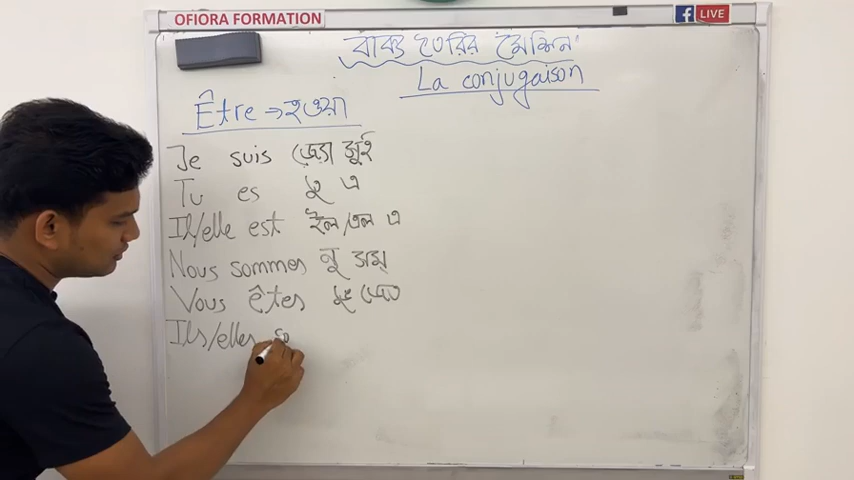 OFIORA FORMATION
f LIVE
বাক্য তৈরির মেশিন
La conjugaison
Être → হওয়া
Je suis জো সুই
Tu es তু এ
Il/elle est ইল/এল এ
Nous sommes নু সম্
Vous êtes ভু জেত
Ils/elles so